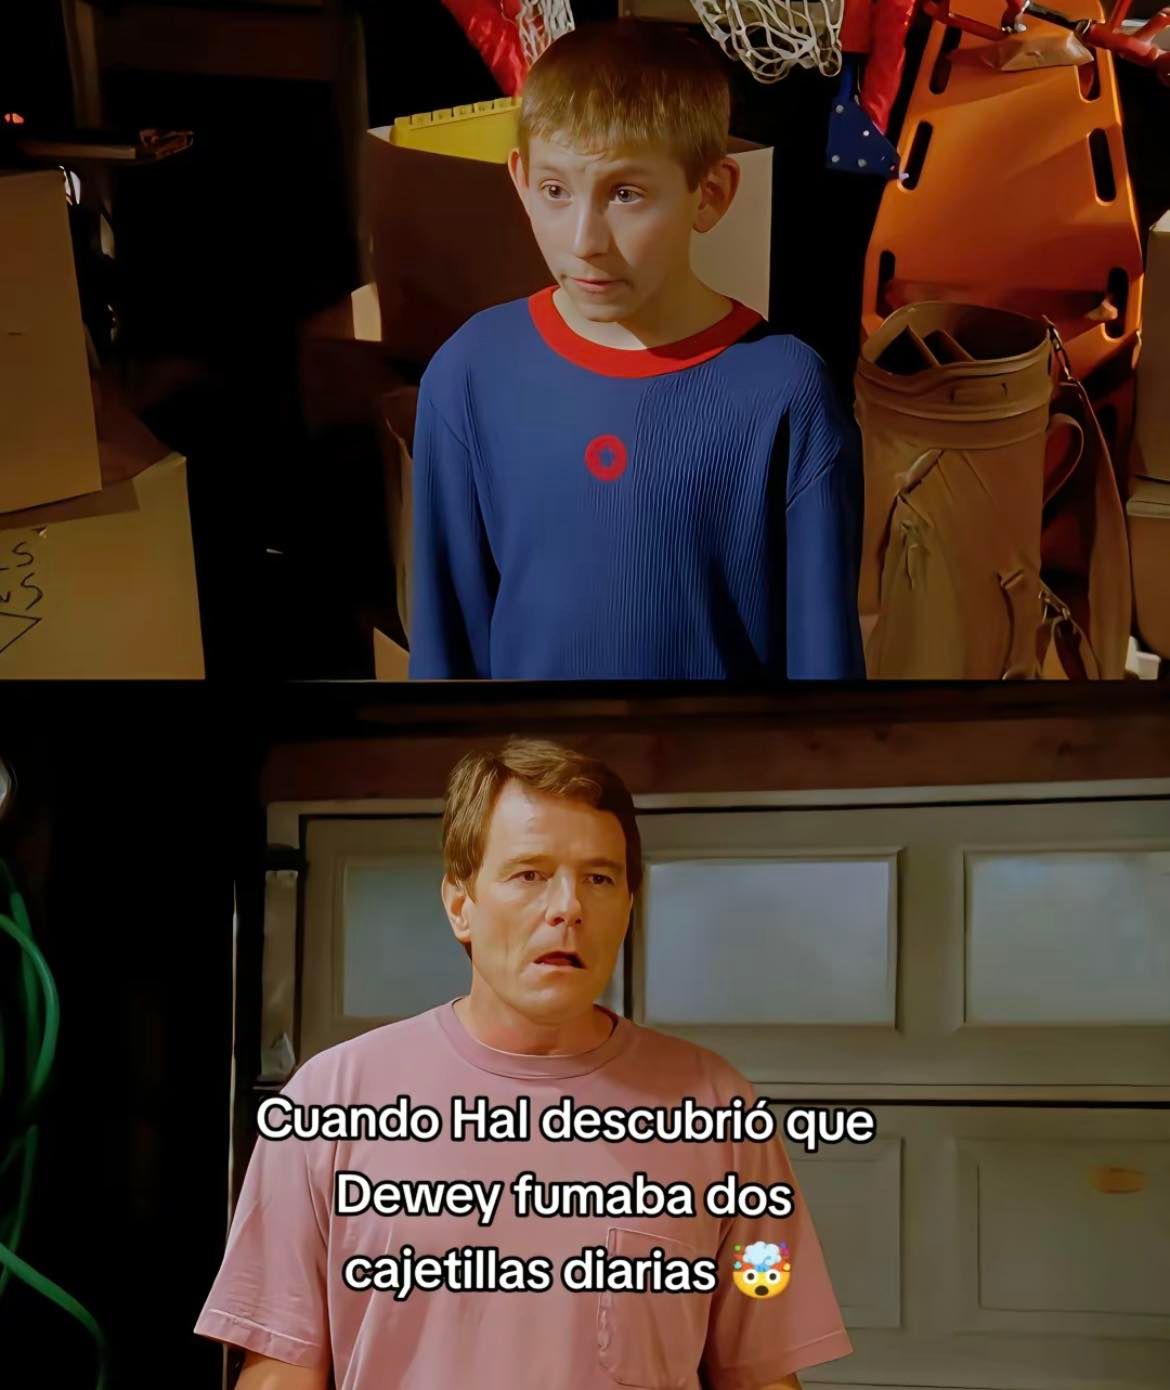 Cuando Hal descubrió que
Dewey fumaba dos
cajetillas diarias 🤯